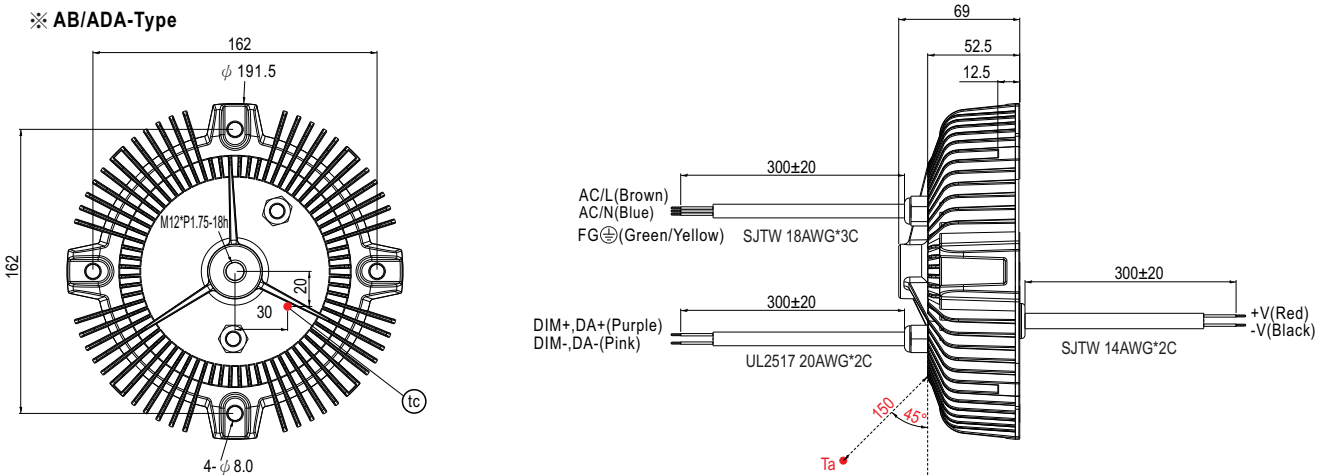 ※ AB/ADA-Type
162
ϕ 191.5
162
M12*P1.75-18h
20
30
tc
4- ϕ 8.0
69
52.5
12.5
300±20
AC/L(Brown)
AC/N(Blue)
FG⏚(Green/Yellow)
SJTW 18AWG*3C
300±20
DIM+,DA+(Purple)
DIM-,DA-(Pink)
UL2517 20AWG*2C
300±20
+V(Red)
-V(Black)
SJTW 14AWG*2C
150
45°
Ta